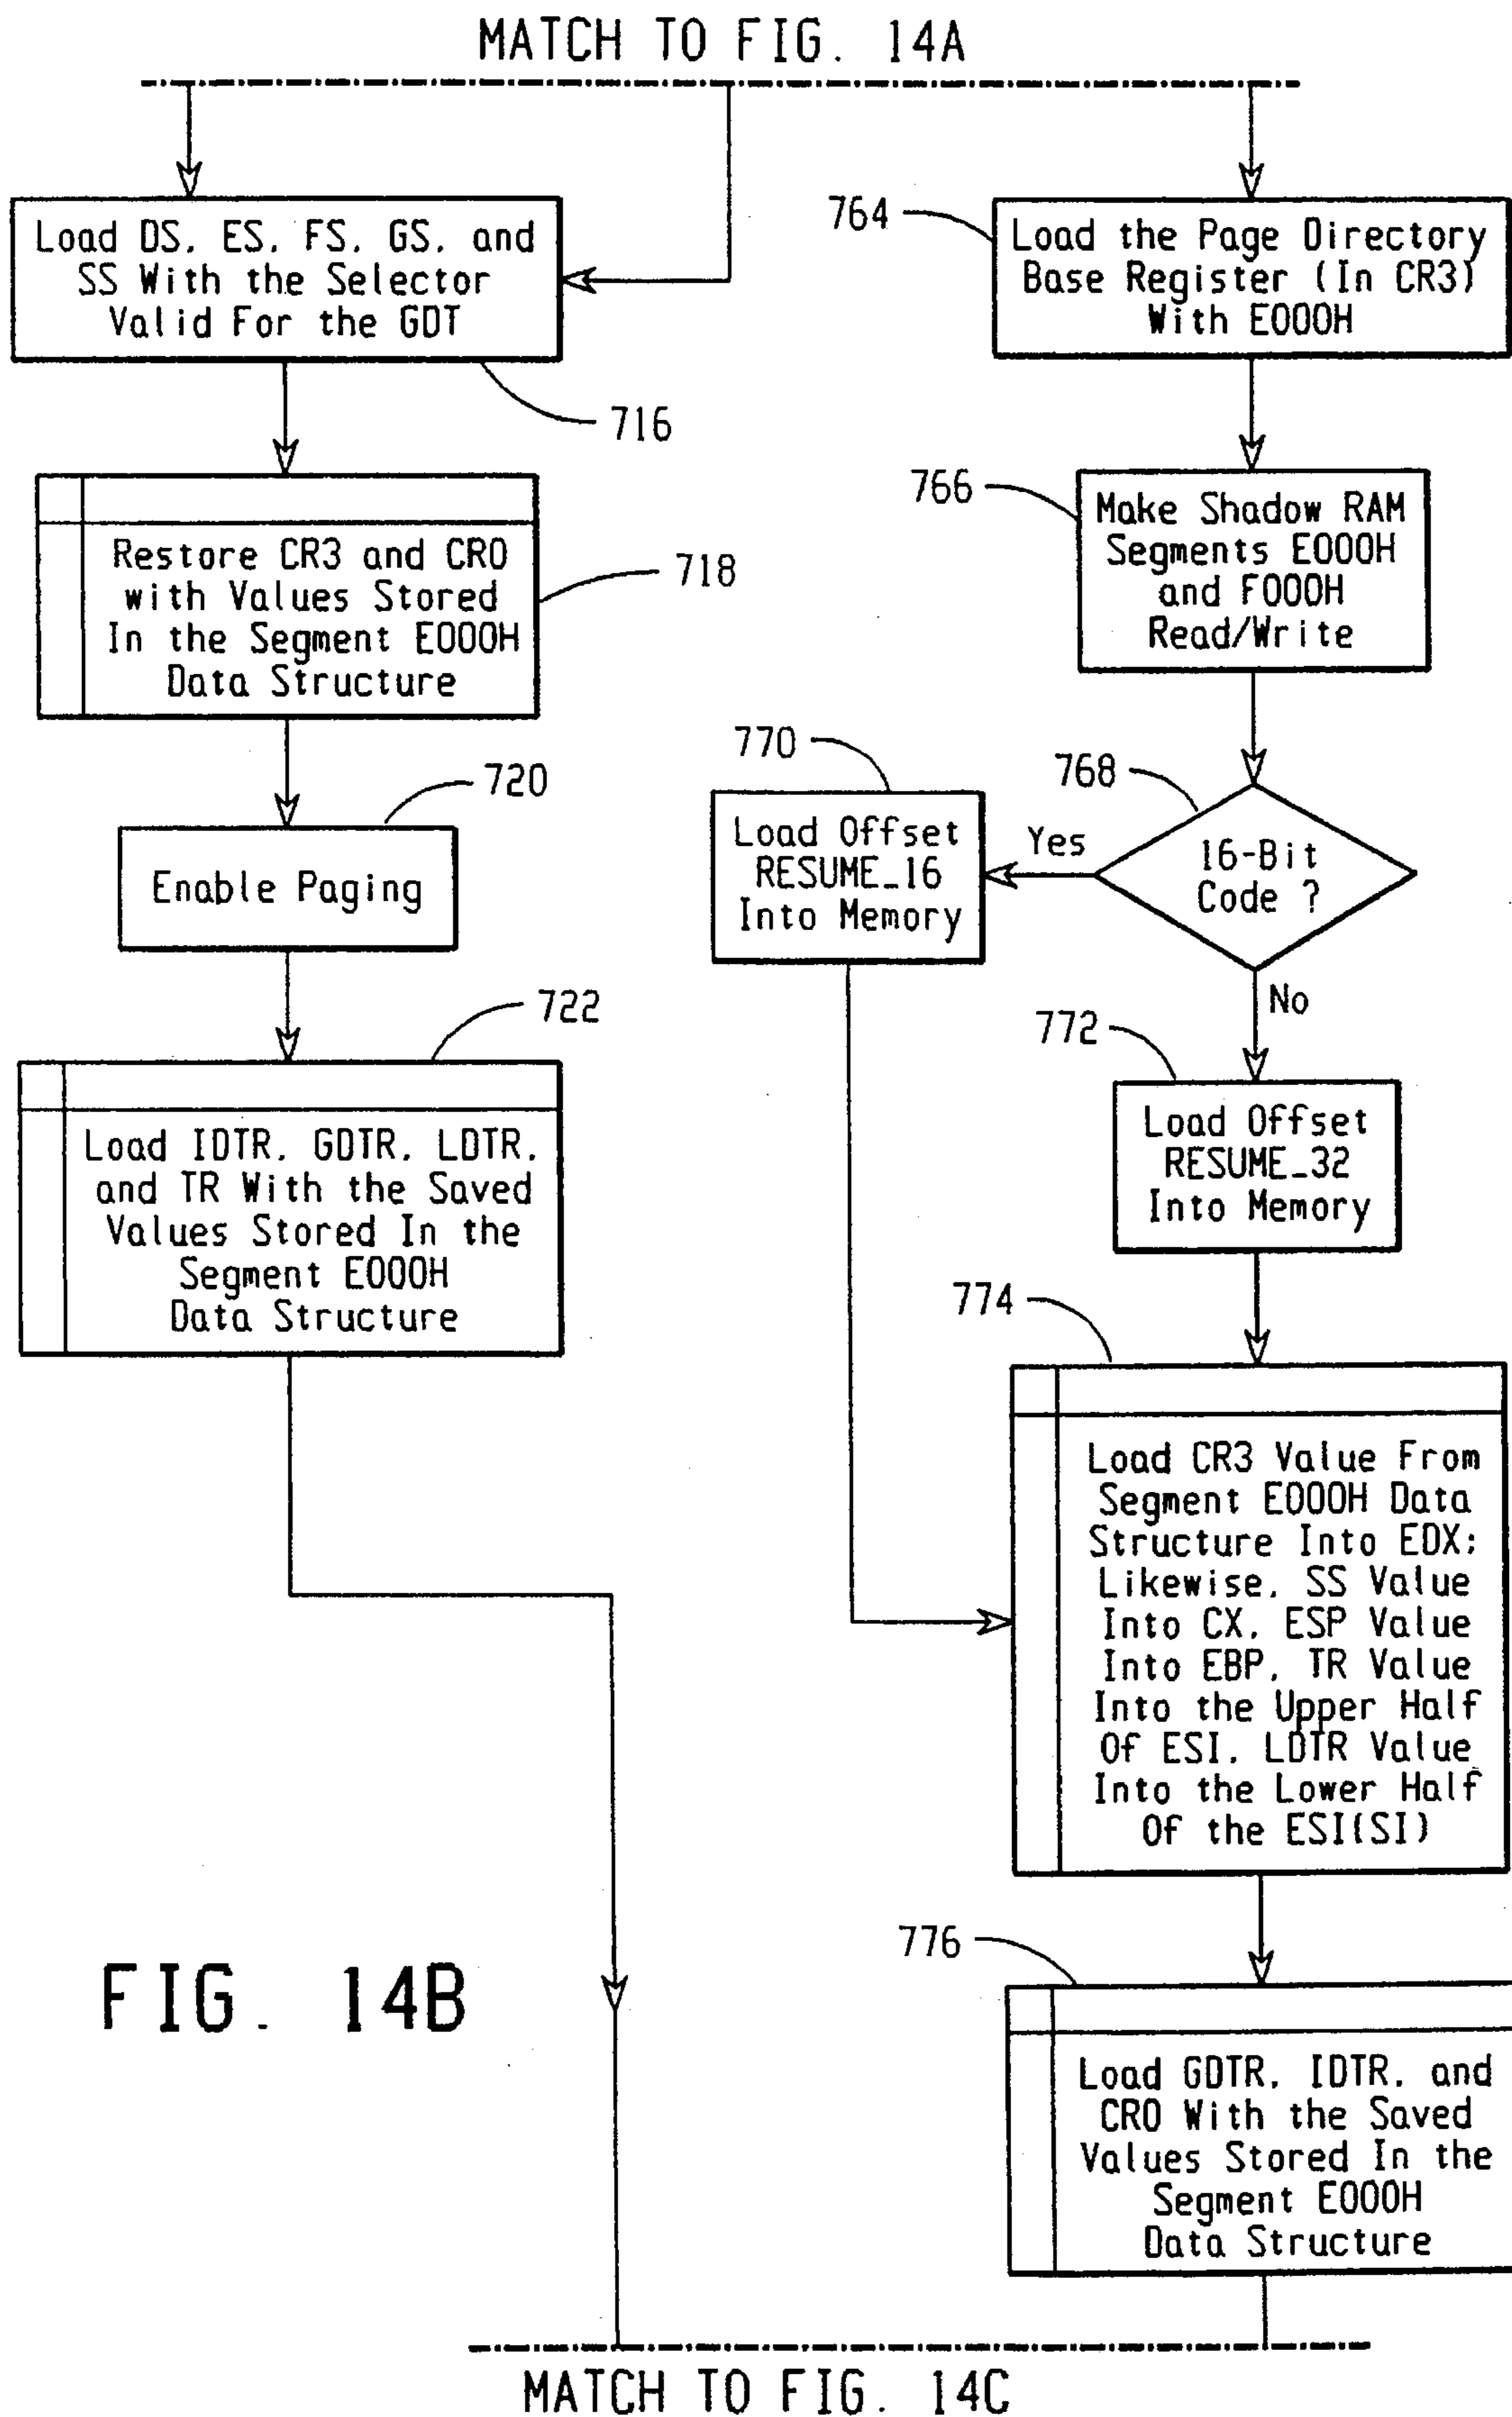 MATCH TO FIG. 14A
Load DS, ES, FS, GS, and
SS With the Selector
Valid For the GDT
716
Restore CR3 and CR0
with Values Stored
In the Segment E000H
Data Structure
718
720
Enable Paging
722
Load IDTR, GDTR, LDTR,
and TR With the Saved
Values Stored In the
Segment E000H
Data Structure
764
Load the Page Directory
Base Register (In CR3)
With E000H
766
Make Shadow RAM
Segments E000H
and F000H
Read/Write
768
16-Bit
Code ?
Yes
770
Load Offset
RESUME_16
Into Memory
No
772
Load Offset
RESUME_32
Into Memory
774
Load CR3 Value From
Segment E000H Data
Structure Into EDX;
Likewise, SS Value
Into CX, ESP Value
Into EBP, TR Value
Into the Upper Half
Of ESI, LDTR Value
Into the Lower Half
Of the ESI(SI)
776
Load GDTR, IDTR, and
CR0 With the Saved
Values Stored In the
Segment E000H
Data Structure
FIG. 14B
MATCH TO FIG. 14C